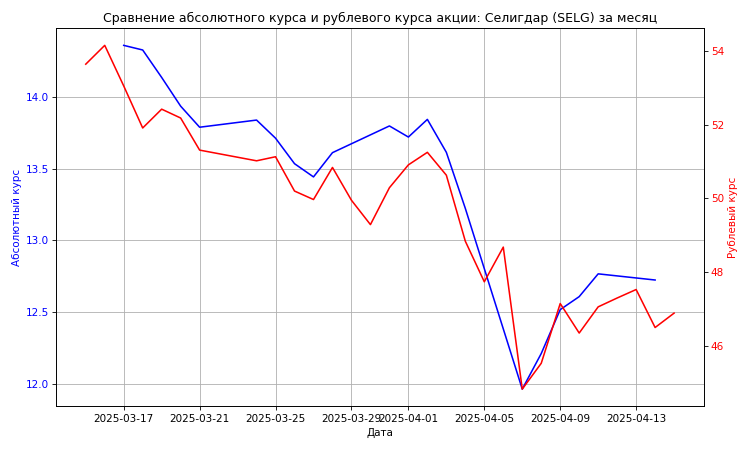 Сравнение абсолютного курса и рублевого курса акции: Селигдар (SELG) за месяц
Абсолютный курс
14.0
13.5
13.0
12.5
12.0
54
52
50
48
46
Рублевый курс
2025-03-17 2025-03-21 2025-03-25 2025-03-29 2025-04-01 2025-04-05 2025-04-09 2025-04-13
Дата